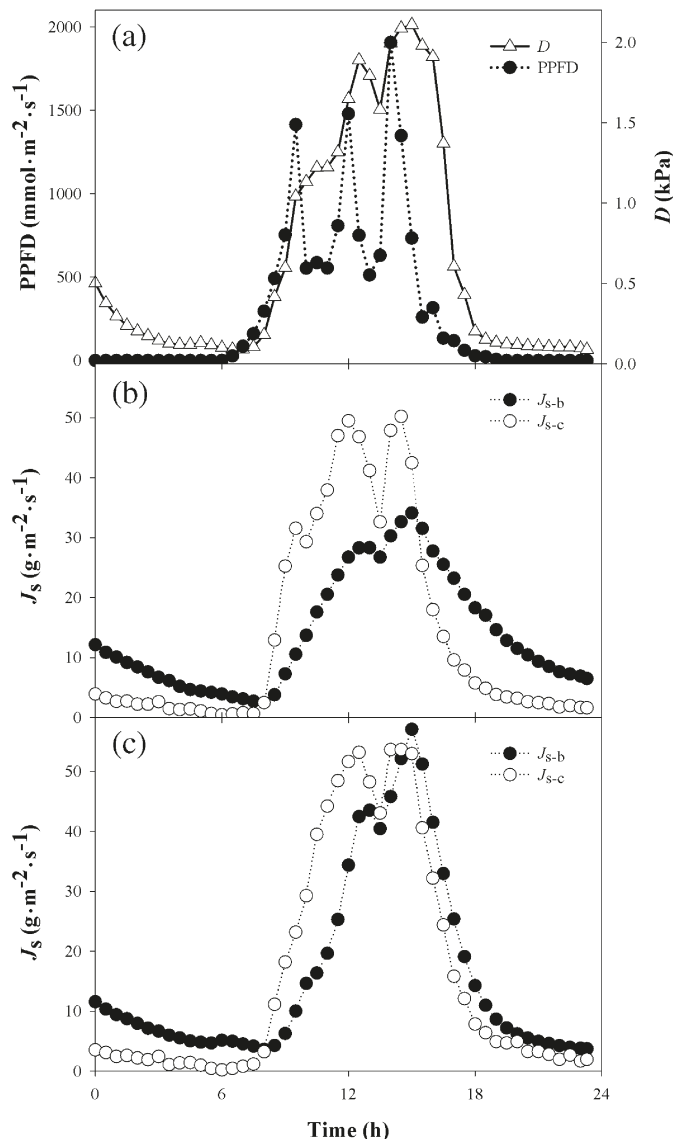 (a)
D
PPFD
2000
1500
1000
500
0
PPFD (mmol·m⁻²·s⁻¹)
2.0
1.5
1.0
0.5
0.0
D (kPa)
(b)
Js-b
Js-c
50
40
30
20
10
0
Js (g·m⁻²·s⁻¹)
(c)
Js-b
Js-c
50
40
30
20
10
0
Js (g·m⁻²·s⁻¹)
0 6 12 18 24
Time (h)